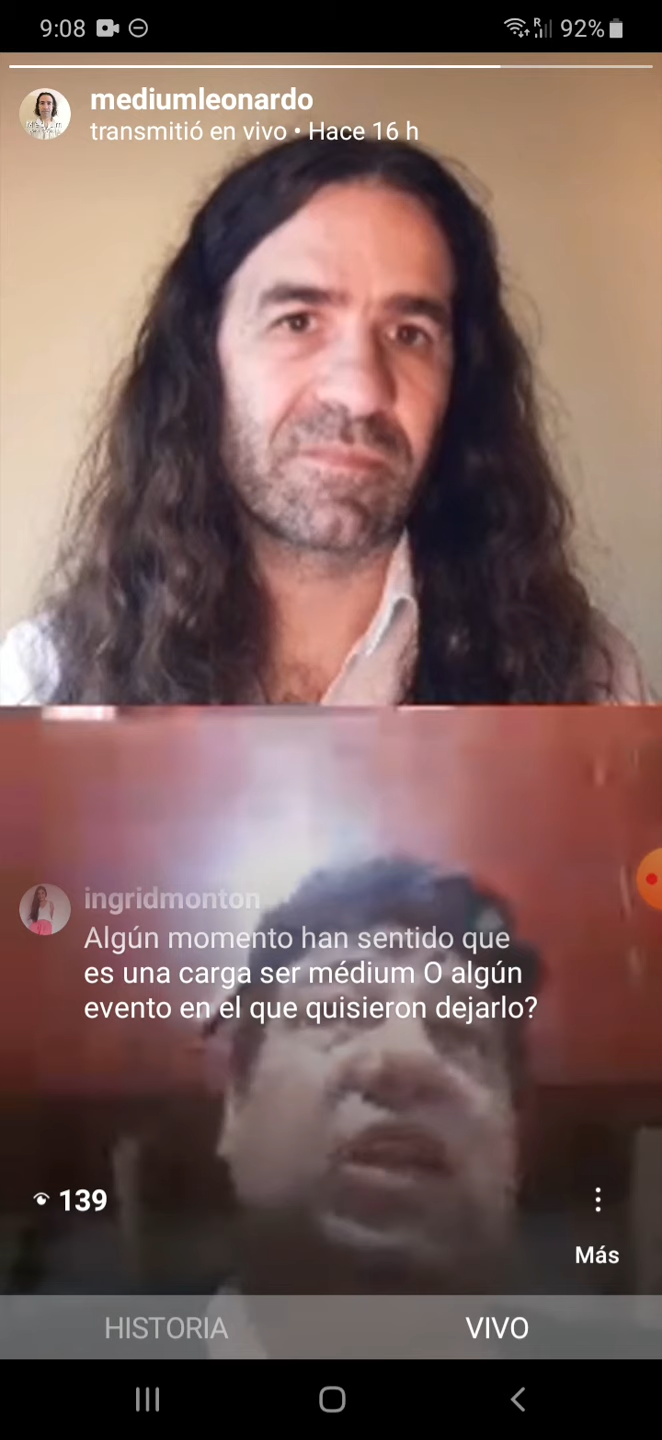 9:08
R
92%
mediumleonardo
transmitió en vivo • Hace 16 h
ingridmonton
Algún momento han sentido que
es una carga ser médium O algún
evento en el que quisieron dejarlo?
139
Más
HISTORIA
VIVO